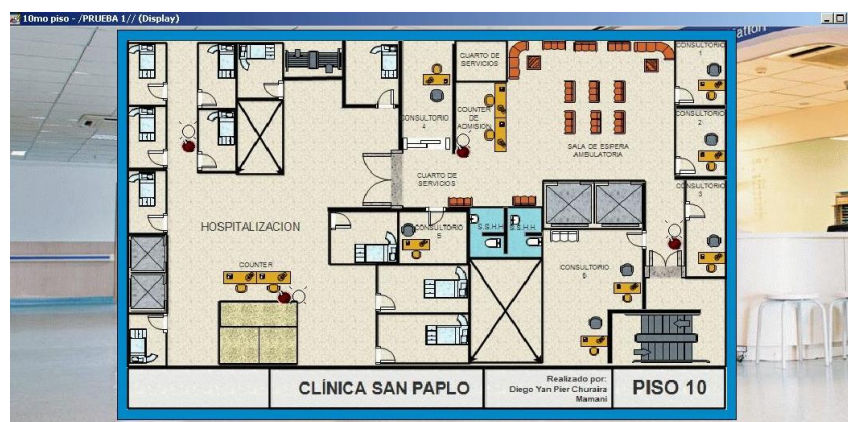 10mo piso - /PRUEBA 1// (Display)
ation
CUARTO DE
SERVICIOS
CONSULTORIO
1
COUNTER
DE
ADMISION
CONSULTORIO
4
CONSULTORIO
2
SALA DE ESPERA
AMBULATORIA
CUARTO DE
SERVICIOS
CONSULTORIO
3
HOSPITALIZACION
CONSULTORIO
5
S.S.H.H
S.S.H.H
COUNTER
CONSULTORIO
6
CLÍNICA SAN PAPLO
Realizado por:
Diego Yan Pier Churaira
Mamani
PISO 10